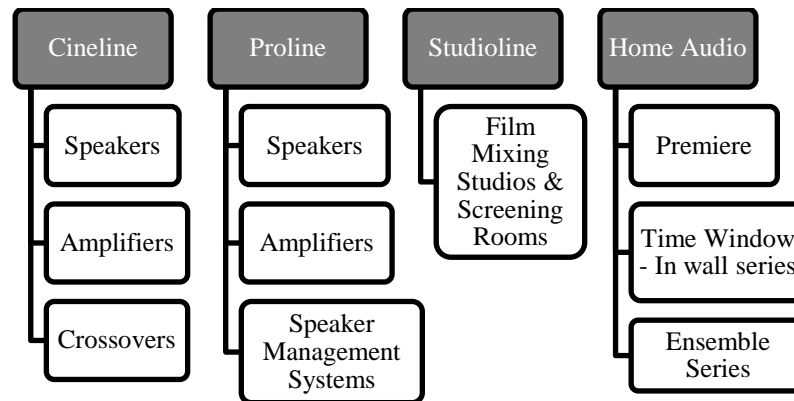 Cineline
Speakers
Amplifiers
Crossovers
Proline
Speakers
Amplifiers
Speaker
Management
Systems
Studioline
Film
Mixing
Studios &
Screening
Rooms
Home Audio
Premiere
Time Window
- In wall series
Ensemble
Series